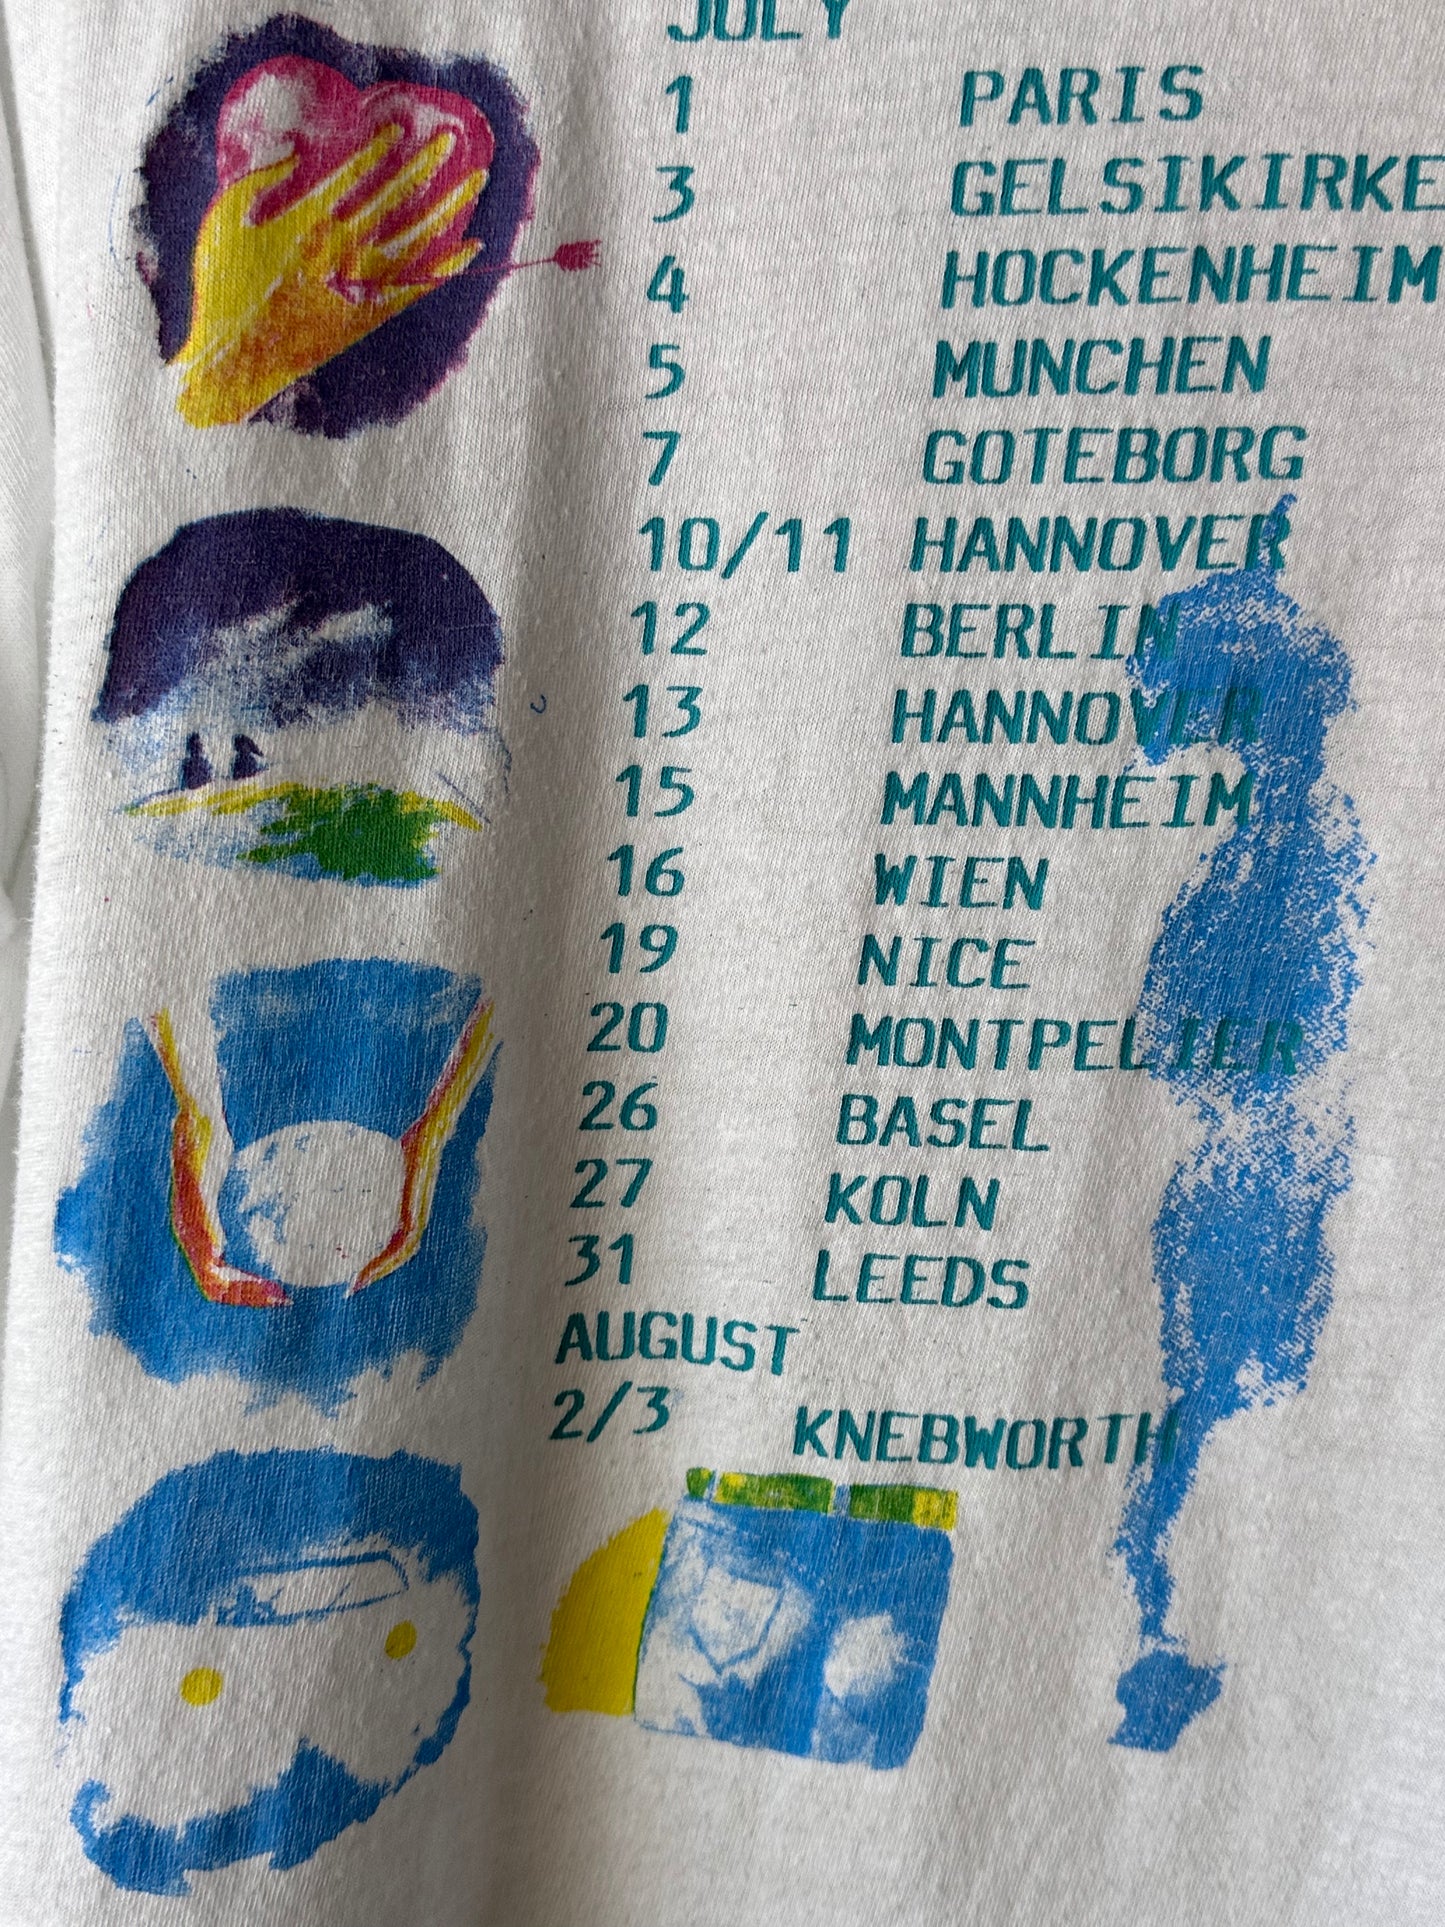 JULY
1 PARIS
3 GELSIKIRKE
4 HOCKENHEIM
5 MUNCHEN
7 GOTEBORG
10/11 HANNOVER
12 BERLIN
13 HANNOVER
15 MANNHEIM
16 WIEN
19 NICE
20 MONTPELIER
26 BASEL
27 KOLN
31 LEEDS
AUGUST
2/3 KNEBWORTH